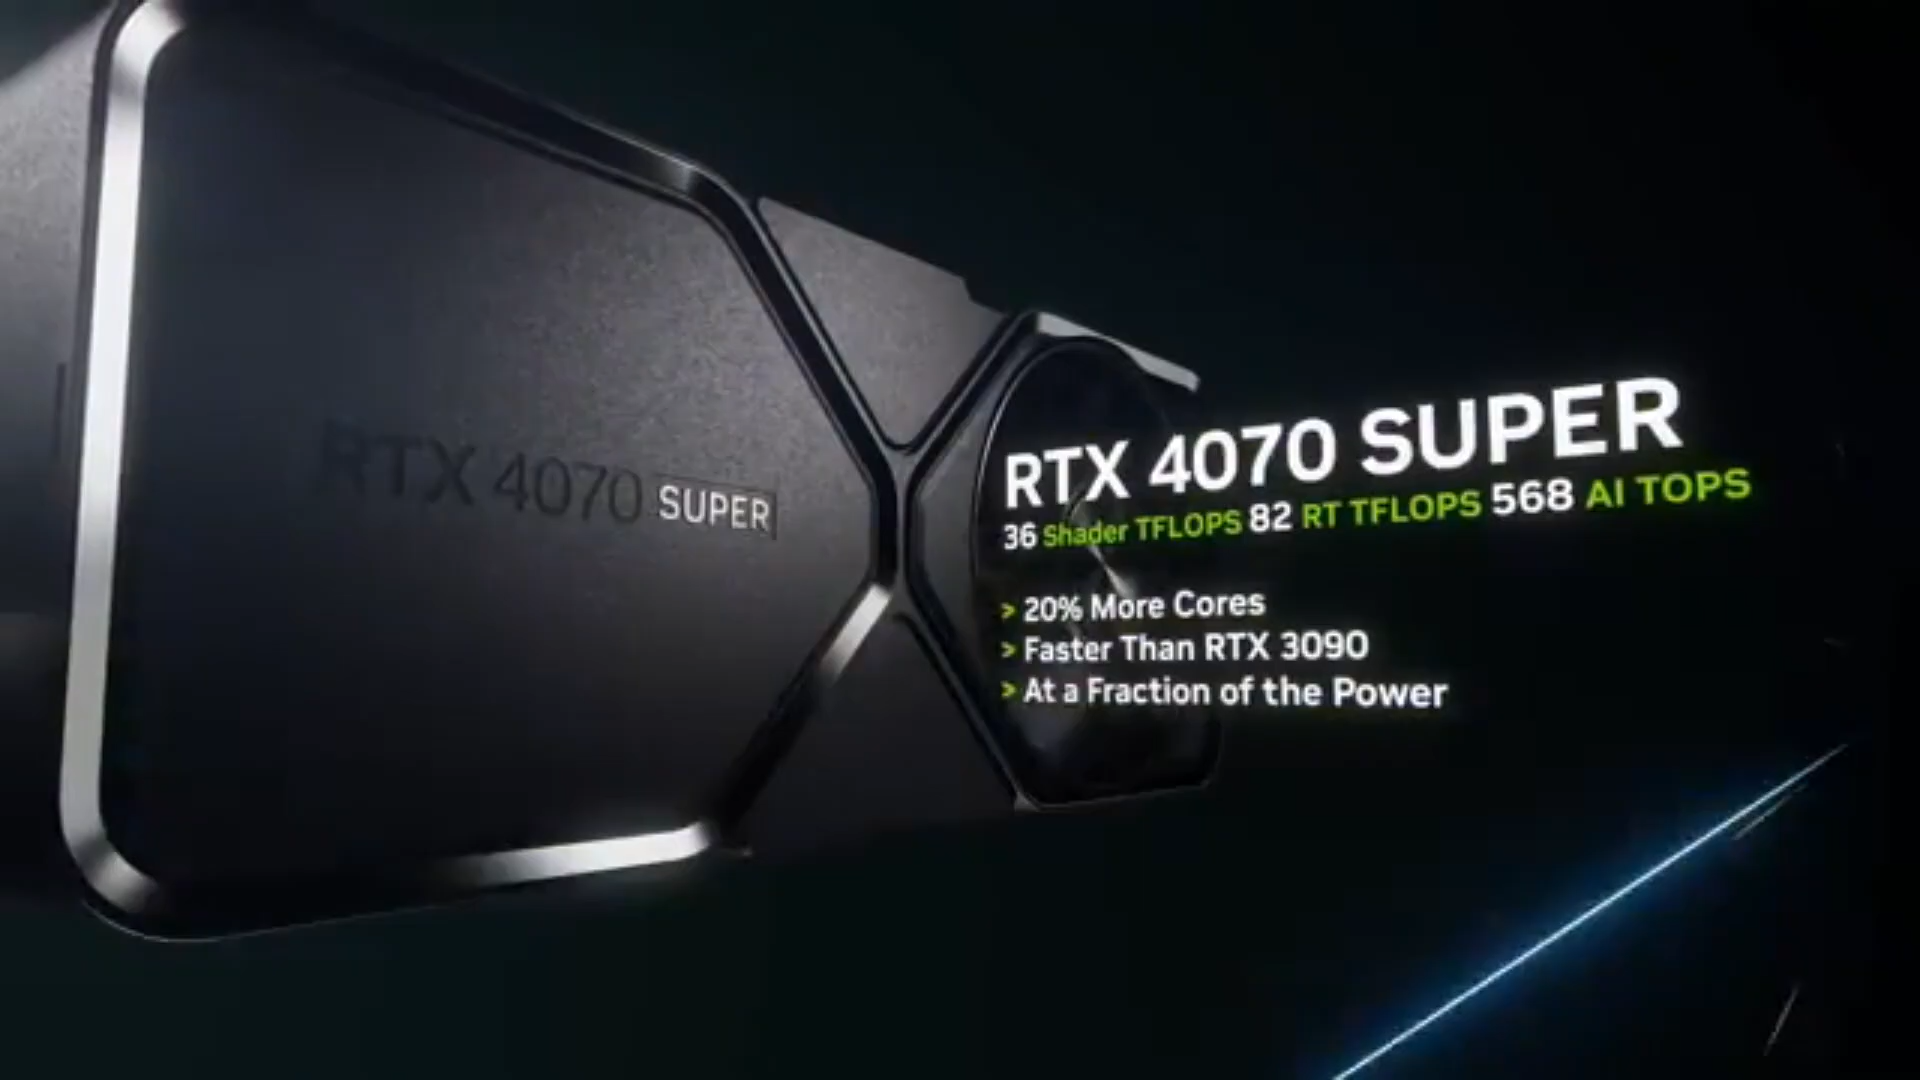 RTX 4070 SUPER
RTX 4070 SUPER
36 Shader TFLOPS 82 RT TFLOPS 568 AI TOPS
> 20% More Cores
> Faster Than RTX 3090
> At a Fraction of the Power